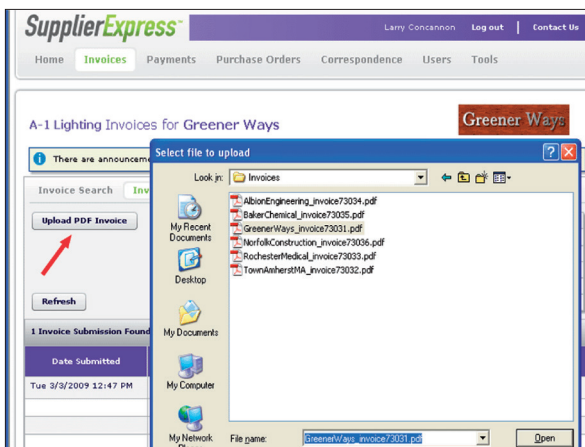 SupplierExpress™
Larry Concannon Log out | Contact Us
Home Invoices Payments Purchase Orders Correspondence Users Tools
A-1 Lighting Invoices for Greener Ways
Greener Ways
There are announceme
Select file to upload
Look in: Invoices
Invoice Search Inv
Upload PDF Invoice
Refresh
1 Invoice Submission Found
Date Submitted
Tue 3/3/2009 12:47 PM
My Recent
Documents
Desktop
My Documents
My Computer
My Network
AlbionEngineering_invoice73034.pdf
BakerChemical_invoice73035.pdf
GreenerWays_invoice73031.pdf
NorfolkConstruction_invoice73036.pdf
RochesterMedical_invoice73033.pdf
TownAmherstMA_invoice73032.pdf
File name: GreenerWays_invoice73031.pdf Open